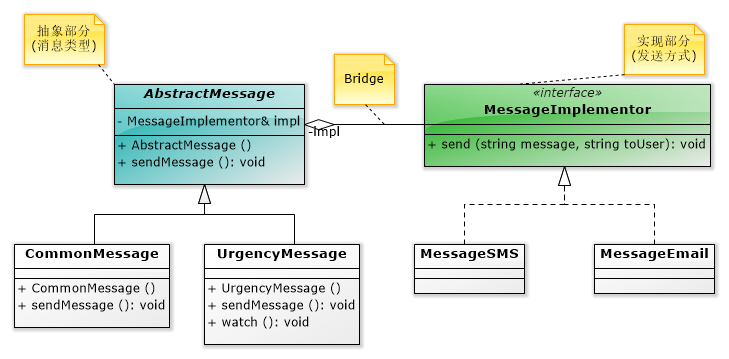 抽象部分
(消息类型)
实现部分
(发送方式)
Bridge
AbstractMessage
- MessageImplementor& impl
+ AbstractMessage ()
+ sendMessage (): void
-Impl
«interface»
MessageImplementor
+ send (string message, string toUser): void
CommonMessage
+ CommonMessage ()
+ sendMessage (): void
UrgencyMessage
+ UrgencyMessage ()
+ sendMessage (): void
+ watch (): void
MessageSMS
MessageEmail